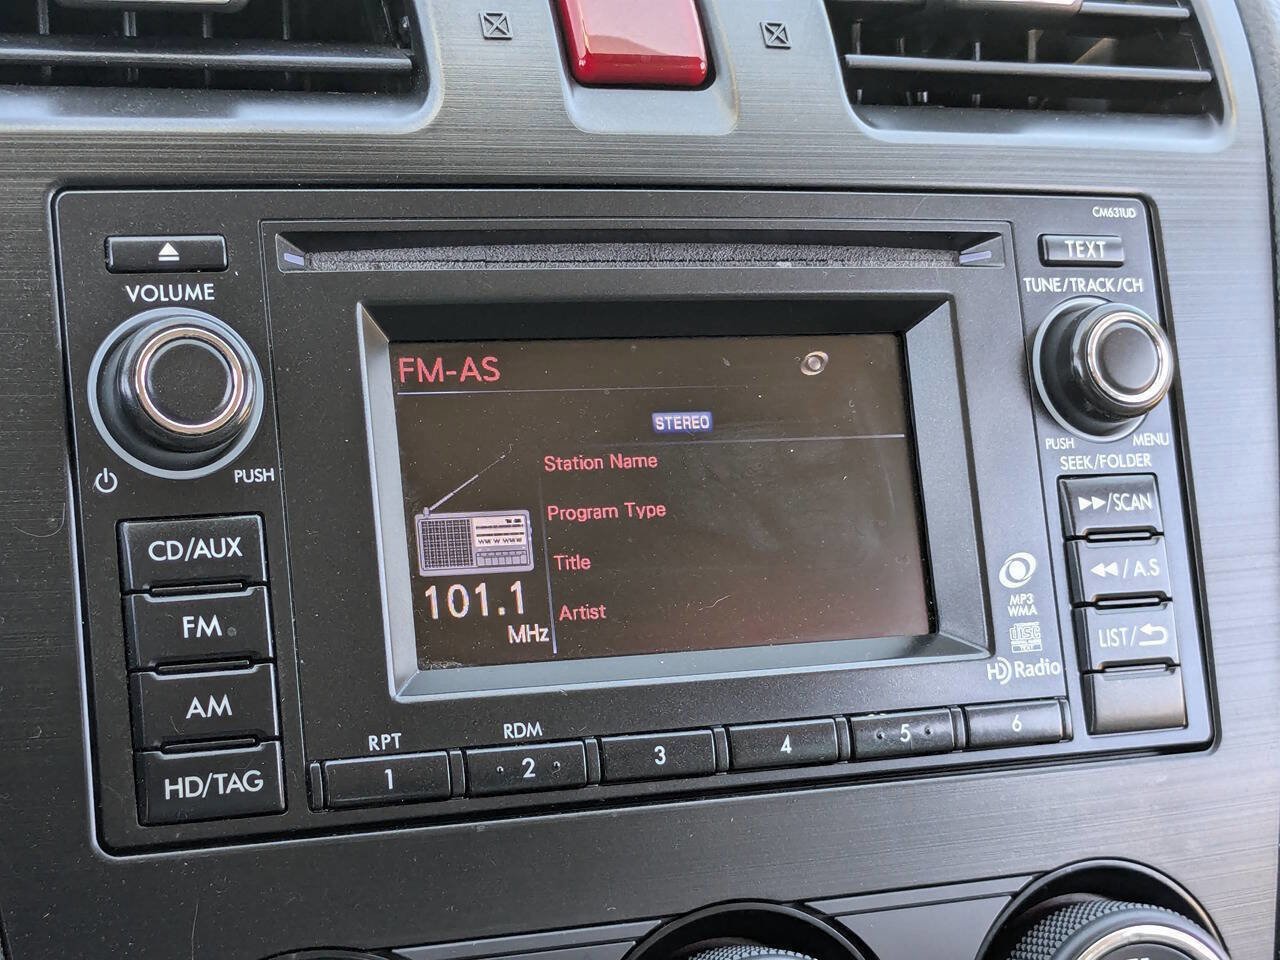 CM631UD
TEXT
VOLUME
TUNE/TRACK/CH
FM-AS
STEREO
PUSH
PUSH
MENU
SEEK/FOLDER
Station Name
/SCAN
Program Type
CD/AUX
Title
/A.S
101.1
MHz
Artist
MP3
WMA
FM
LIST/
disc
TEXT
HD Radio
AM
RPT
RDM
1
2
3
4
5
6
HD/TAG